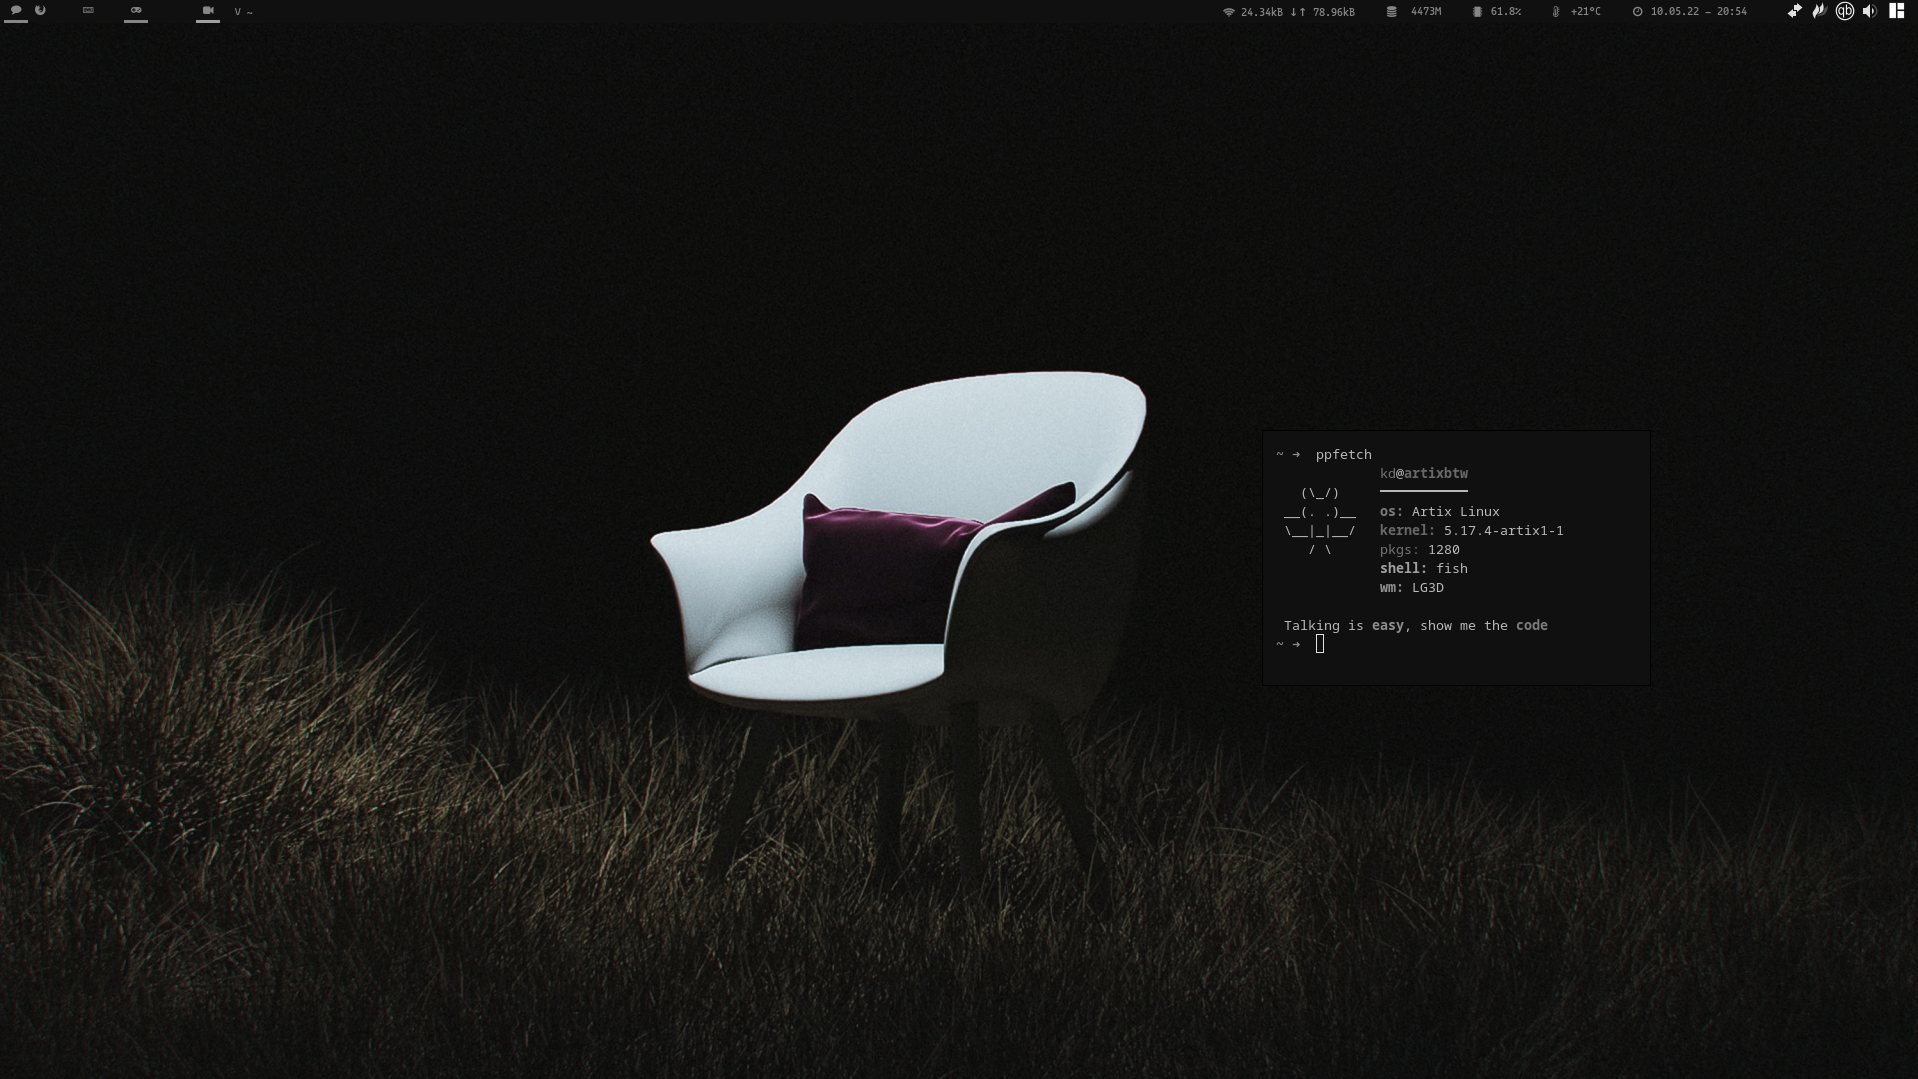 V ~
24.34kB ↓↑ 78.96kB
4473M
61.8%
+21°C
10.05.22 – 20:54
qb
~ → ppfetch
kd@artixbtw
(\_/)
__(. .)__ os: Artix Linux
\__|_|__/ kernel: 5.17.4-artix1-1
/ \ pkgs: 1280
shell: fish
wm: LG3D
Talking is easy, show me the code
~ →